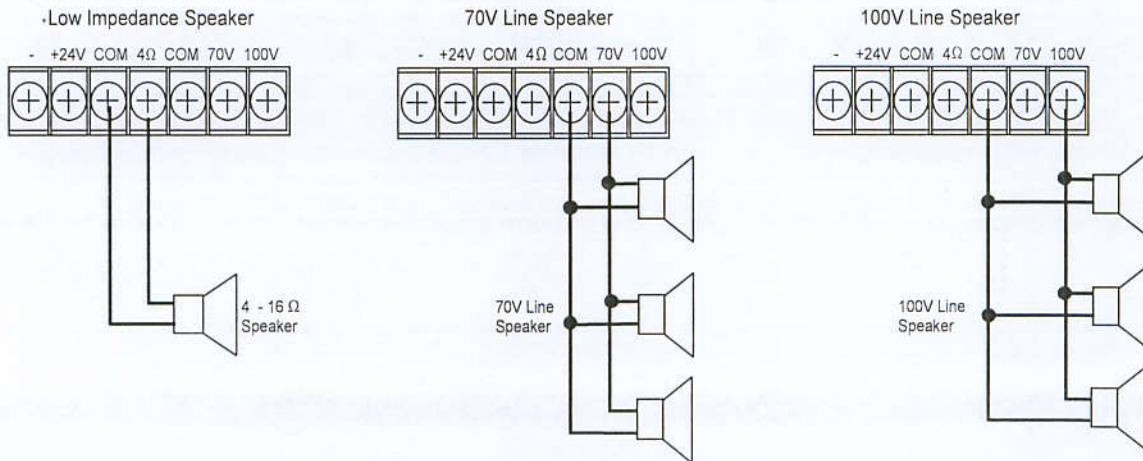 Low Impedance Speaker
- +24V COM 4Ω COM 70V 100V
4 - 16 Ω
Speaker
70V Line Speaker
- +24V COM 4Ω COM 70V 100V
70V Line
Speaker
100V Line Speaker
- +24V COM 4Ω COM 70V 100V
100V Line
Speaker